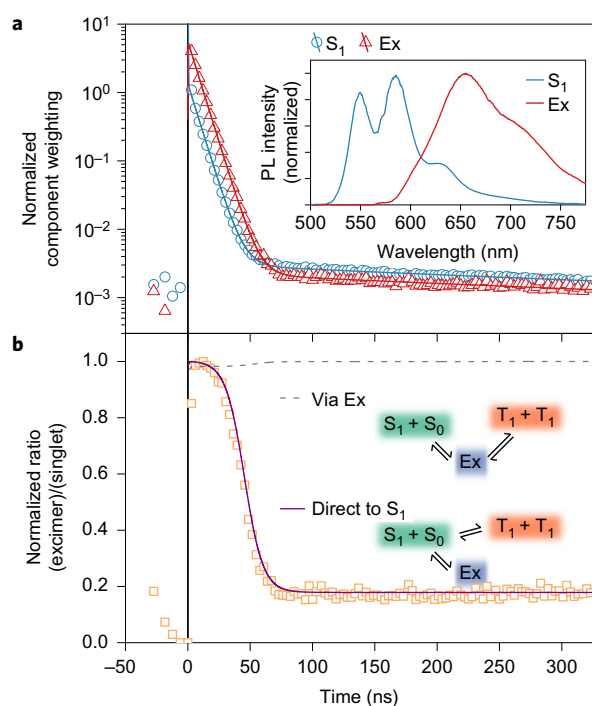 a
S₁ Ex
10¹
10⁰
10⁻¹
10⁻²
10⁻³
Normalized
component weighting
PL intensity
(normalized)
S₁
Ex
500 550 600 650 700 750
Wavelength (nm)
b
1.0
0.8
0.6
0.4
0.2
0.0
Normalized ratio
(excimer)/(singlet)
Via Ex
S₁ + S₀
T₁ + T₁
Ex
Direct to S₁
S₁ + S₀
T₁ + T₁
Ex
−50 0 50 100 150 200 250 300
Time (ns)